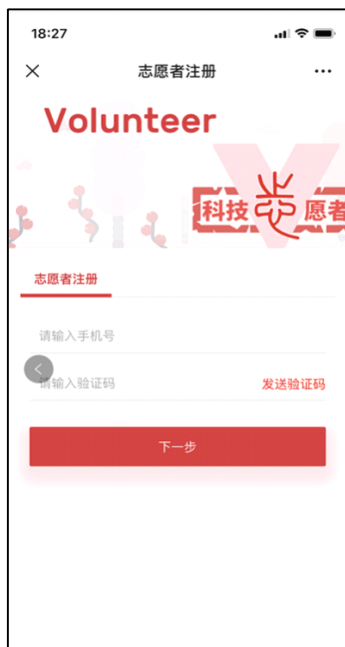 18:27
志愿者注册
Volunteer
科技志愿者
志愿者注册
请输入手机号
请输入验证码
发送验证码
下一步